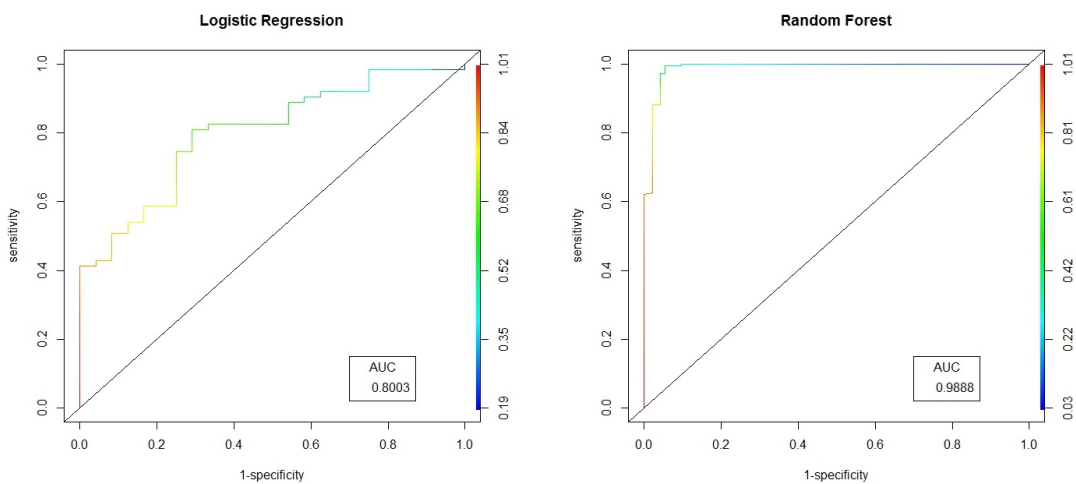 Logistic Regression
sensitivity
0.0 0.2 0.4 0.6 0.8 1.0
0.19 0.35 0.52 0.68 0.84 1.01
AUC
0.8003
0.0 0.2 0.4 0.6 0.8 1.0
1-specificity
Random Forest
sensitivity
0.0 0.2 0.4 0.6 0.8 1.0
0.03 0.22 0.42 0.61 0.81 1.01
AUC
0.9888
0.0 0.2 0.4 0.6 0.8 1.0
1-specificity